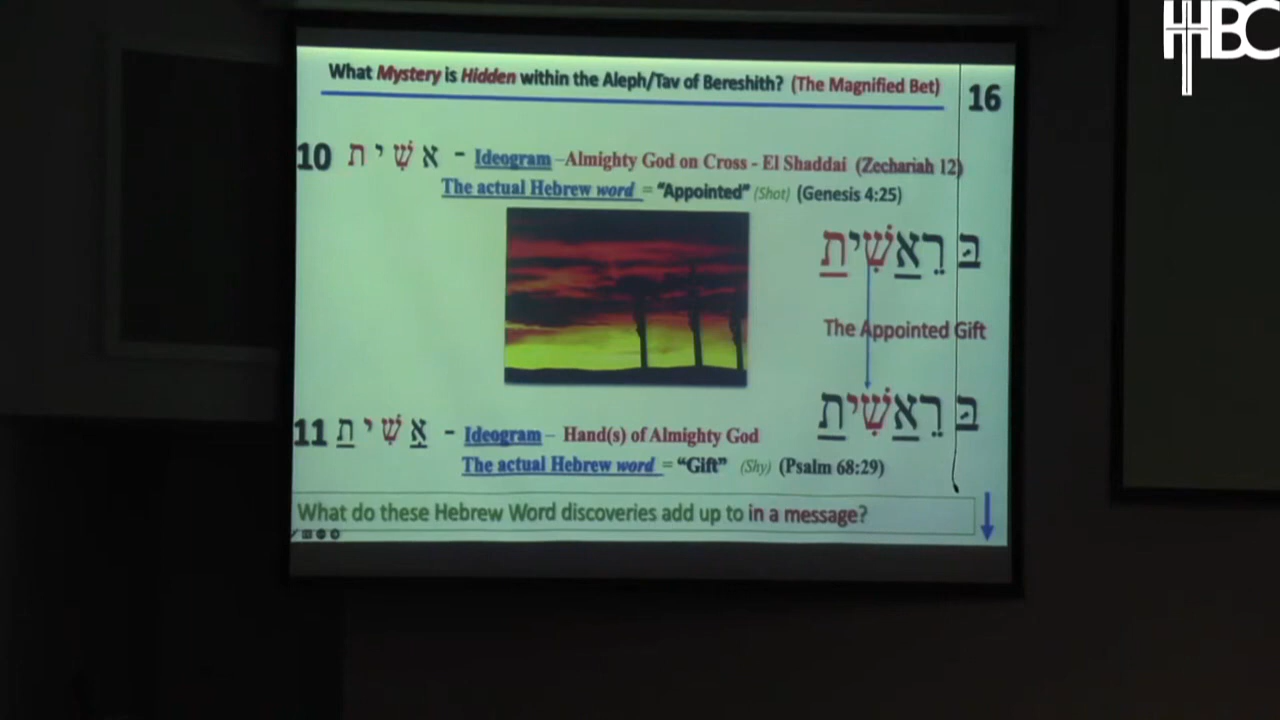 HBC
What Mystery is Hidden within the Aleph/Tav of Bereshith? (The Magnified Bet)
16
10 א שׁ י ת - Ideogram –Almighty God on Cross - El Shaddai (Zechariah 12)
The actual Hebrew word = “Appointed” (Shot) (Genesis 4:25)
בּ רֵאַשִׁיתַ
The Appointed Gift
בּ רֵאַשִׁיתַ
11 אַ שׁ י תַ - Ideogram – Hand(s) of Almighty God
The actual Hebrew word = “Gift” (Shy) (Psalm 68:29)
What do these Hebrew Word discoveries add up to in a message?